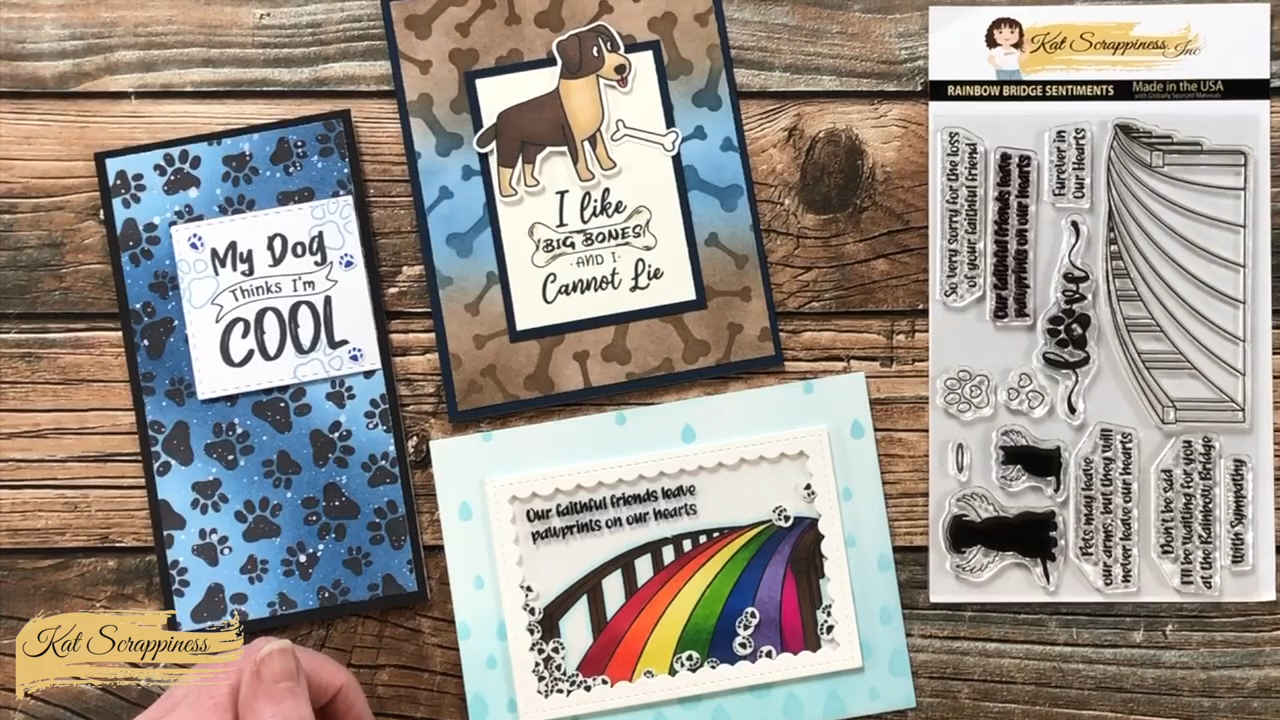 My Dog
Thinks I'm
COOL
I like
BIG BONES
·AND I·
Cannot Lie
Our faithful friends leave
pawprints on our hearts
Kat Scrappiness, Inc
RAINBOW BRIDGE SENTIMENTS
Made in the USA
with Globally Sourced Materials
So very sorry for the loss
of your faithful friend
Our faithful friends leave
pawprints on our hearts
Furever in
Our Hearts
love
Pets may leave
our arms, but they will
never leave our hearts
Don't be sad
I'll be waiting for you
at the Rainbow Bridge
With Sympathy
Kat Scrappiness